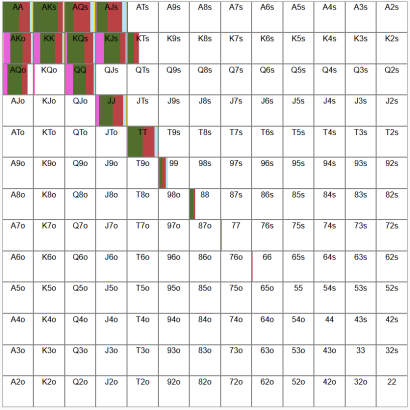 AA AKs AQs AJs ATs A9s A8s A7s A6s A5s A4s A3s A2s
AKo KK KQs KJs KTs K9s K8s K7s K6s K5s K4s K3s K2s
AQo KQo QQ QJs QTs Q9s Q8s Q7s Q6s Q5s Q4s Q3s Q2s
AJo KJo QJo JJ JTs J9s J8s J7s J6s J5s J4s J3s J2s
ATo KTo QTo JTo TT T9s T8s T7s T6s T5s T4s T3s T2s
A9o K9o Q9o J9o T9o 99 98s 97s 96s 95s 94s 93s 92s
A8o K8o Q8o J8o T8o 98o 88 87s 86s 85s 84s 83s 82s
A7o K7o Q7o J7o T7o 97o 87o 77 76s 75s 74s 73s 72s
A6o K6o Q6o J6o T6o 96o 86o 76o 66 65s 64s 63s 62s
A5o K5o Q5o J5o T5o 95o 85o 75o 65o 55 54s 53s 52s
A4o K4o Q4o J4o T4o 94o 84o 74o 64o 54o 44 43s 42s
A3o K3o Q3o J3o T3o 93o 83o 73o 63o 53o 43o 33 32s
A2o K2o Q2o J2o T2o 92o 82o 72o 62o 52o 42o 32o 22